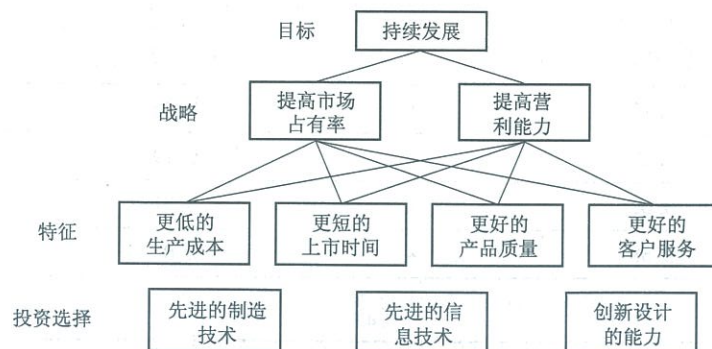 目标
持续发展
战略
提高市场
占有率
提高营
利能力
特征
更低的
生产成本
更短的
上市时间
更好的
产品质量
更好的
客户服务
投资选择
先进的制造
技术
先进的信
息技术
创新设计
的能力